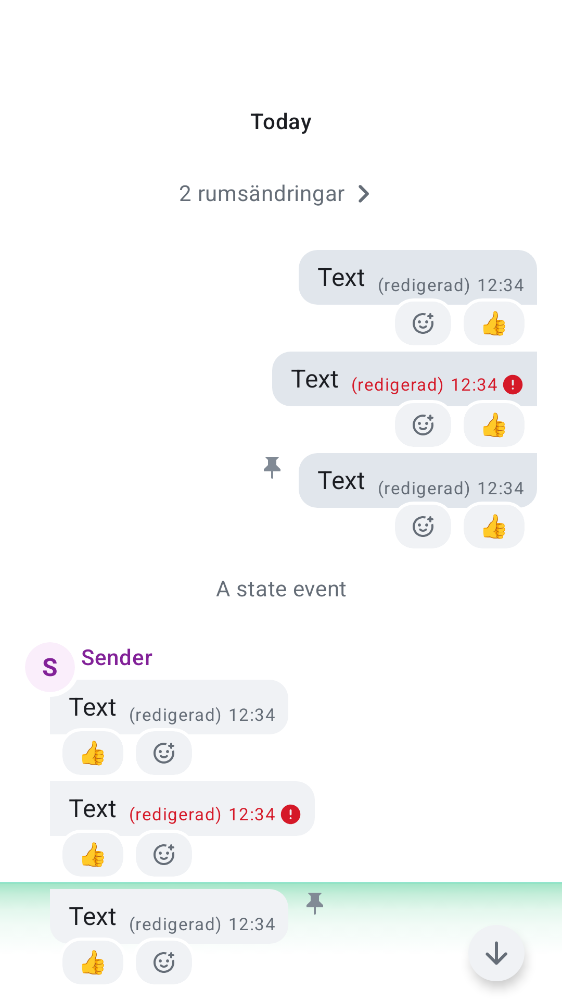 Today
2 rumsändringar
Text (redigerad) 12:34
👍
Text (redigerad) 12:34
👍
Text (redigerad) 12:34
👍
A state event
S Sender
Text (redigerad) 12:34
👍
Text (redigerad) 12:34
👍
Text (redigerad) 12:34
👍